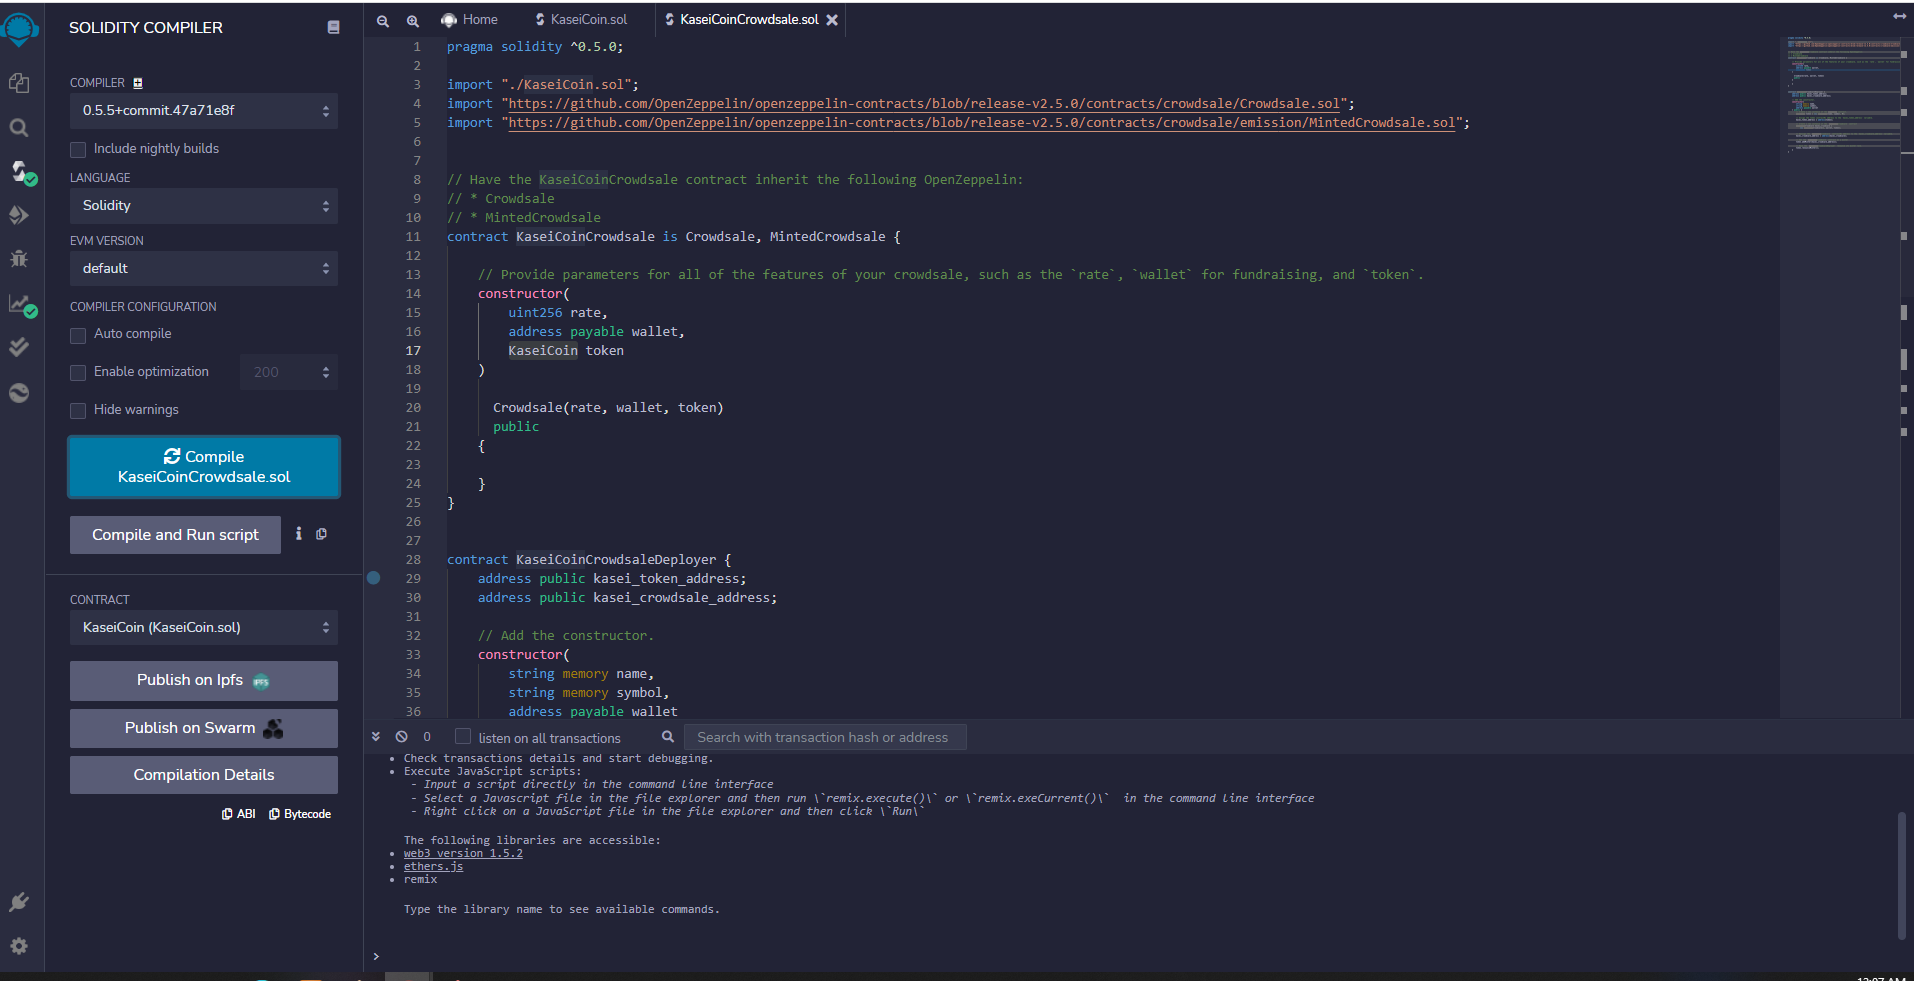 SOLIDITY COMPILER
COMPILER
0.5.5+commit.47a71e8f
Include nightly builds
LANGUAGE
Solidity
EVM VERSION
default
COMPILER CONFIGURATION
Auto compile
Enable optimization
200
Hide warnings
Compile
KaseiCoinCrowdsale.sol
Compile and Run script
CONTRACT
KaseiCoin (KaseiCoin.sol)
Publish on Ipfs
IPFS
Publish on Swarm
Compilation Details
ABI
Bytecode
Home
KaseiCoin.sol
KaseiCoinCrowdsale.sol
1 pragma solidity ^0.5.0;
2
3 import "./KaseiCoin.sol";
4 import "https://github.com/OpenZeppelin/openzeppelin-contracts/blob/release-v2.5.0/contracts/crowdsale/Crowdsale.sol";
5 import "https://github.com/OpenZeppelin/openzeppelin-contracts/blob/release-v2.5.0/contracts/crowdsale/emission/MintedCrowdsale.sol";
6
7
8 // Have the KaseiCoinCrowdsale contract inherit the following OpenZeppelin:
9 // * Crowdsale
10 // * MintedCrowdsale
11 contract KaseiCoinCrowdsale is Crowdsale, MintedCrowdsale {
12
13 // Provide parameters for all of the features of your crowdsale, such as the `rate`, `wallet` for fundraising, and `token`.
14 constructor(
15 uint256 rate,
16 address payable wallet,
17 KaseiCoin token
18 )
19
20 Crowdsale(rate, wallet, token)
21 public
22 {
23
24 }
25 }
26
27
28 contract KaseiCoinCrowdsaleDeployer {
29 address public kasei_token_address;
30 address public kasei_crowdsale_address;
31
32 // Add the constructor.
33 constructor(
34 string memory name,
35 string memory symbol,
36 address payable wallet
0
listen on all transactions
Search with transaction hash or address
• Check transactions details and start debugging.
• Execute JavaScript scripts:
- Input a script directly in the command line interface
- Select a Javascript file in the file explorer and then run \`remix.execute()\` or \`remix.exeCurrent()\` in the command line interface
- Right click on a JavaScript file in the file explorer and then click \`Run\`
The following libraries are accessible:
• web3 version 1.5.2
• ethers.js
• remix
Type the library name to see available commands.
>